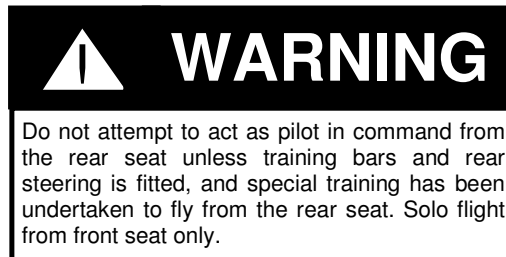 WARNING
Do not attempt to act as pilot in command from
the rear seat unless training bars and rear
steering is fitted, and special training has been
undertaken to fly from the rear seat. Solo flight
from front seat only.